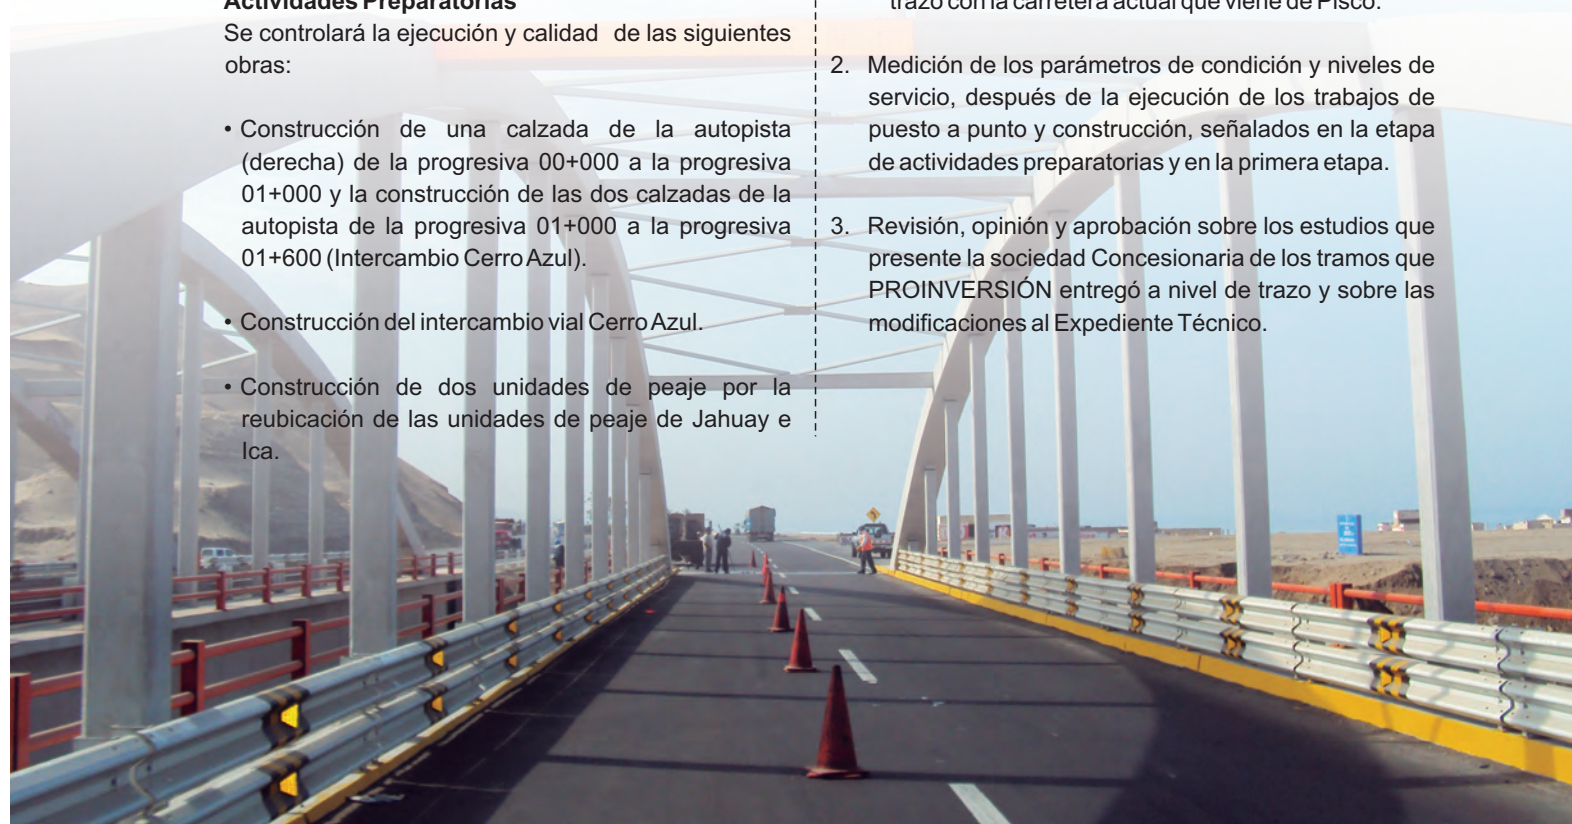 Actividades Preparatorias
Se controlará la ejecución y calidad de las siguientes
obras:
• Construcción de una calzada de la autopista
(derecha) de la progresiva 00+000 a la progresiva
01+000 y la construcción de las dos calzadas de la
autopista de la progresiva 01+000 a la progresiva
01+600 (Intercambio Cerro Azul).
• Construcción del intercambio vial Cerro Azul.
• Construcción de dos unidades de peaje por la
reubicación de las unidades de peaje de Jahuay e
Ica.
trazo con la carretera actual que viene de Pisco.
2. Medición de los parámetros de condición y niveles de
servicio, después de la ejecución de los trabajos de
puesto a punto y construcción, señalados en la etapa
de actividades preparatorias y en la primera etapa.
3. Revisión, opinión y aprobación sobre los estudios que
presente la sociedad Concesionaria de los tramos que
PROINVERSIÓN entregó a nivel de trazo y sobre las
modificaciones al Expediente Técnico.